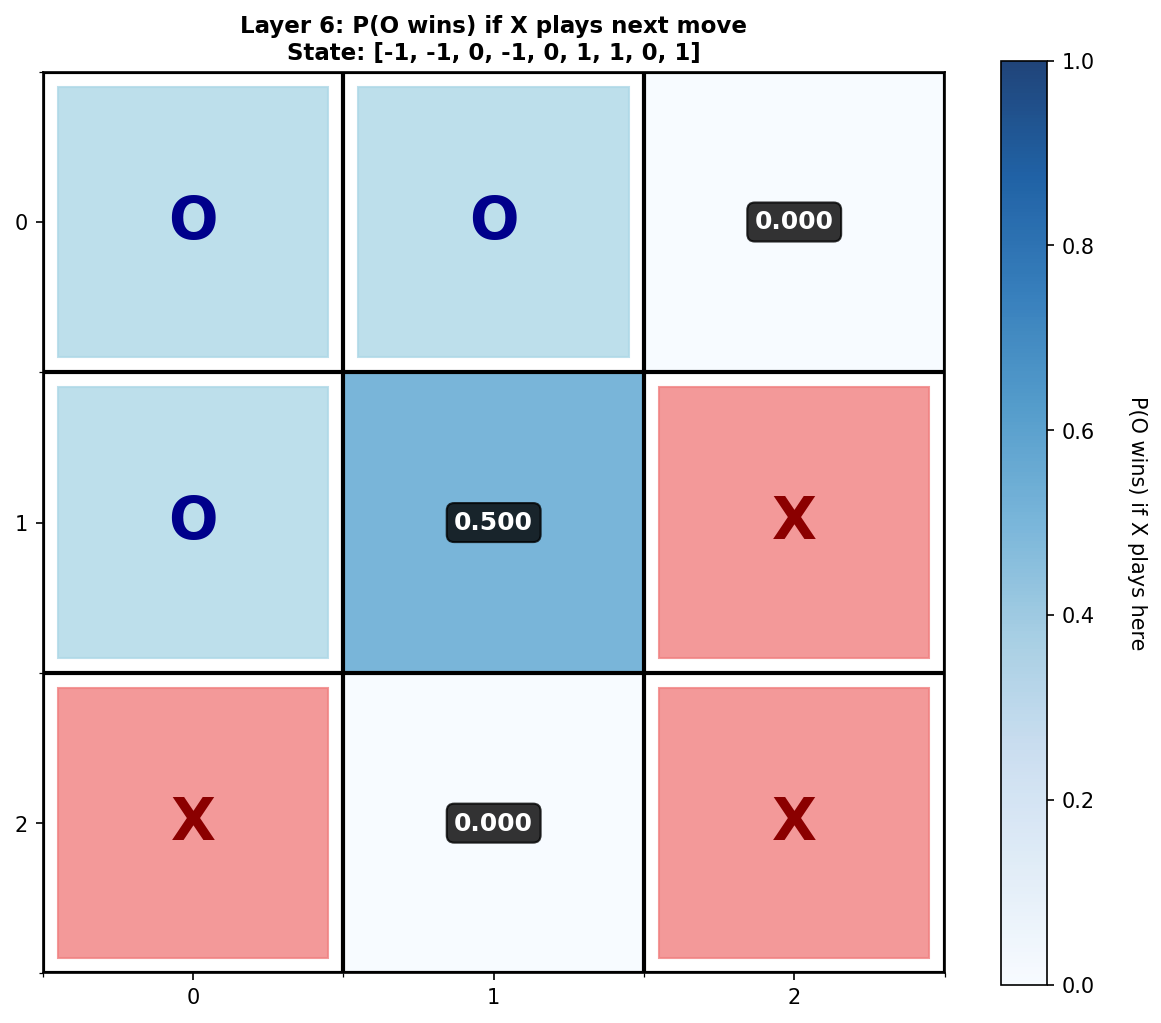 Layer 6: P(O wins) if X plays next move
State: [-1, -1, 0, -1, 0, 1, 1, 0, 1]
0
O
O
0.000
1
O
0.500
X
2
X
0.000
X
0
1
2
1.0
0.8
0.6
0.4
0.2
0.0
P(O wins) if X plays here